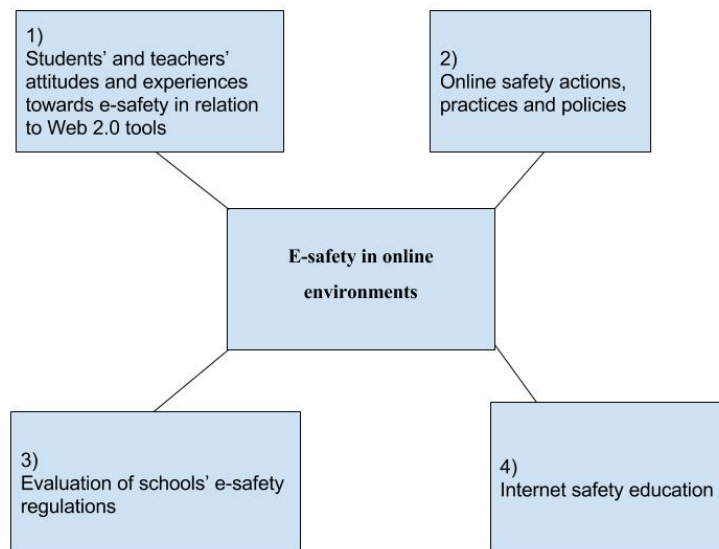 1)
Students’ and teachers’
attitudes and experiences
towards e-safety in relation
to Web 2.0 tools
2)
Online safety actions,
practices and policies
E-safety in online
environments
3)
Evaluation of schools’ e-safety
regulations
4)
Internet safety education